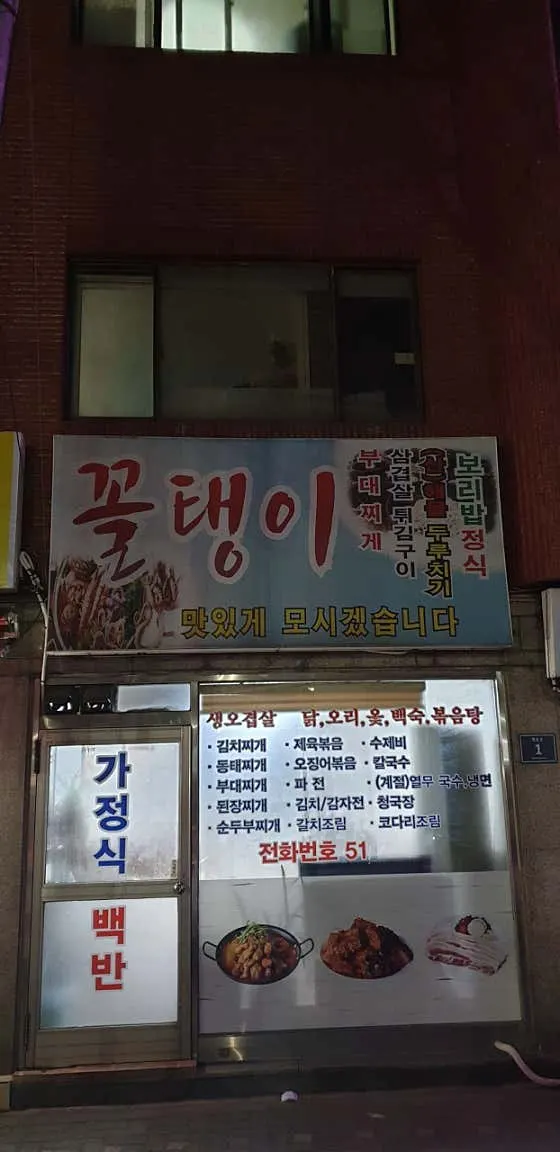 꼴탱이
부대찌게
삼겹살 튀김구이
두루치기
보리밥정식
맛있게 모시겠습니다
가정식
백반
생오겹살 닭,오리,옻,백숙,볶음탕
· 김치찌개 · 제육볶음 · 수제비
· 동태찌개 · 오징어볶음 · 칼국수
· 부대찌개 · 파 전 · (계절)열무 국수,냉면
· 된장찌개 · 김치/감자전 · 청국장
· 순두부찌개 · 갈치조림 · 코다리조림
전화번호 51
1